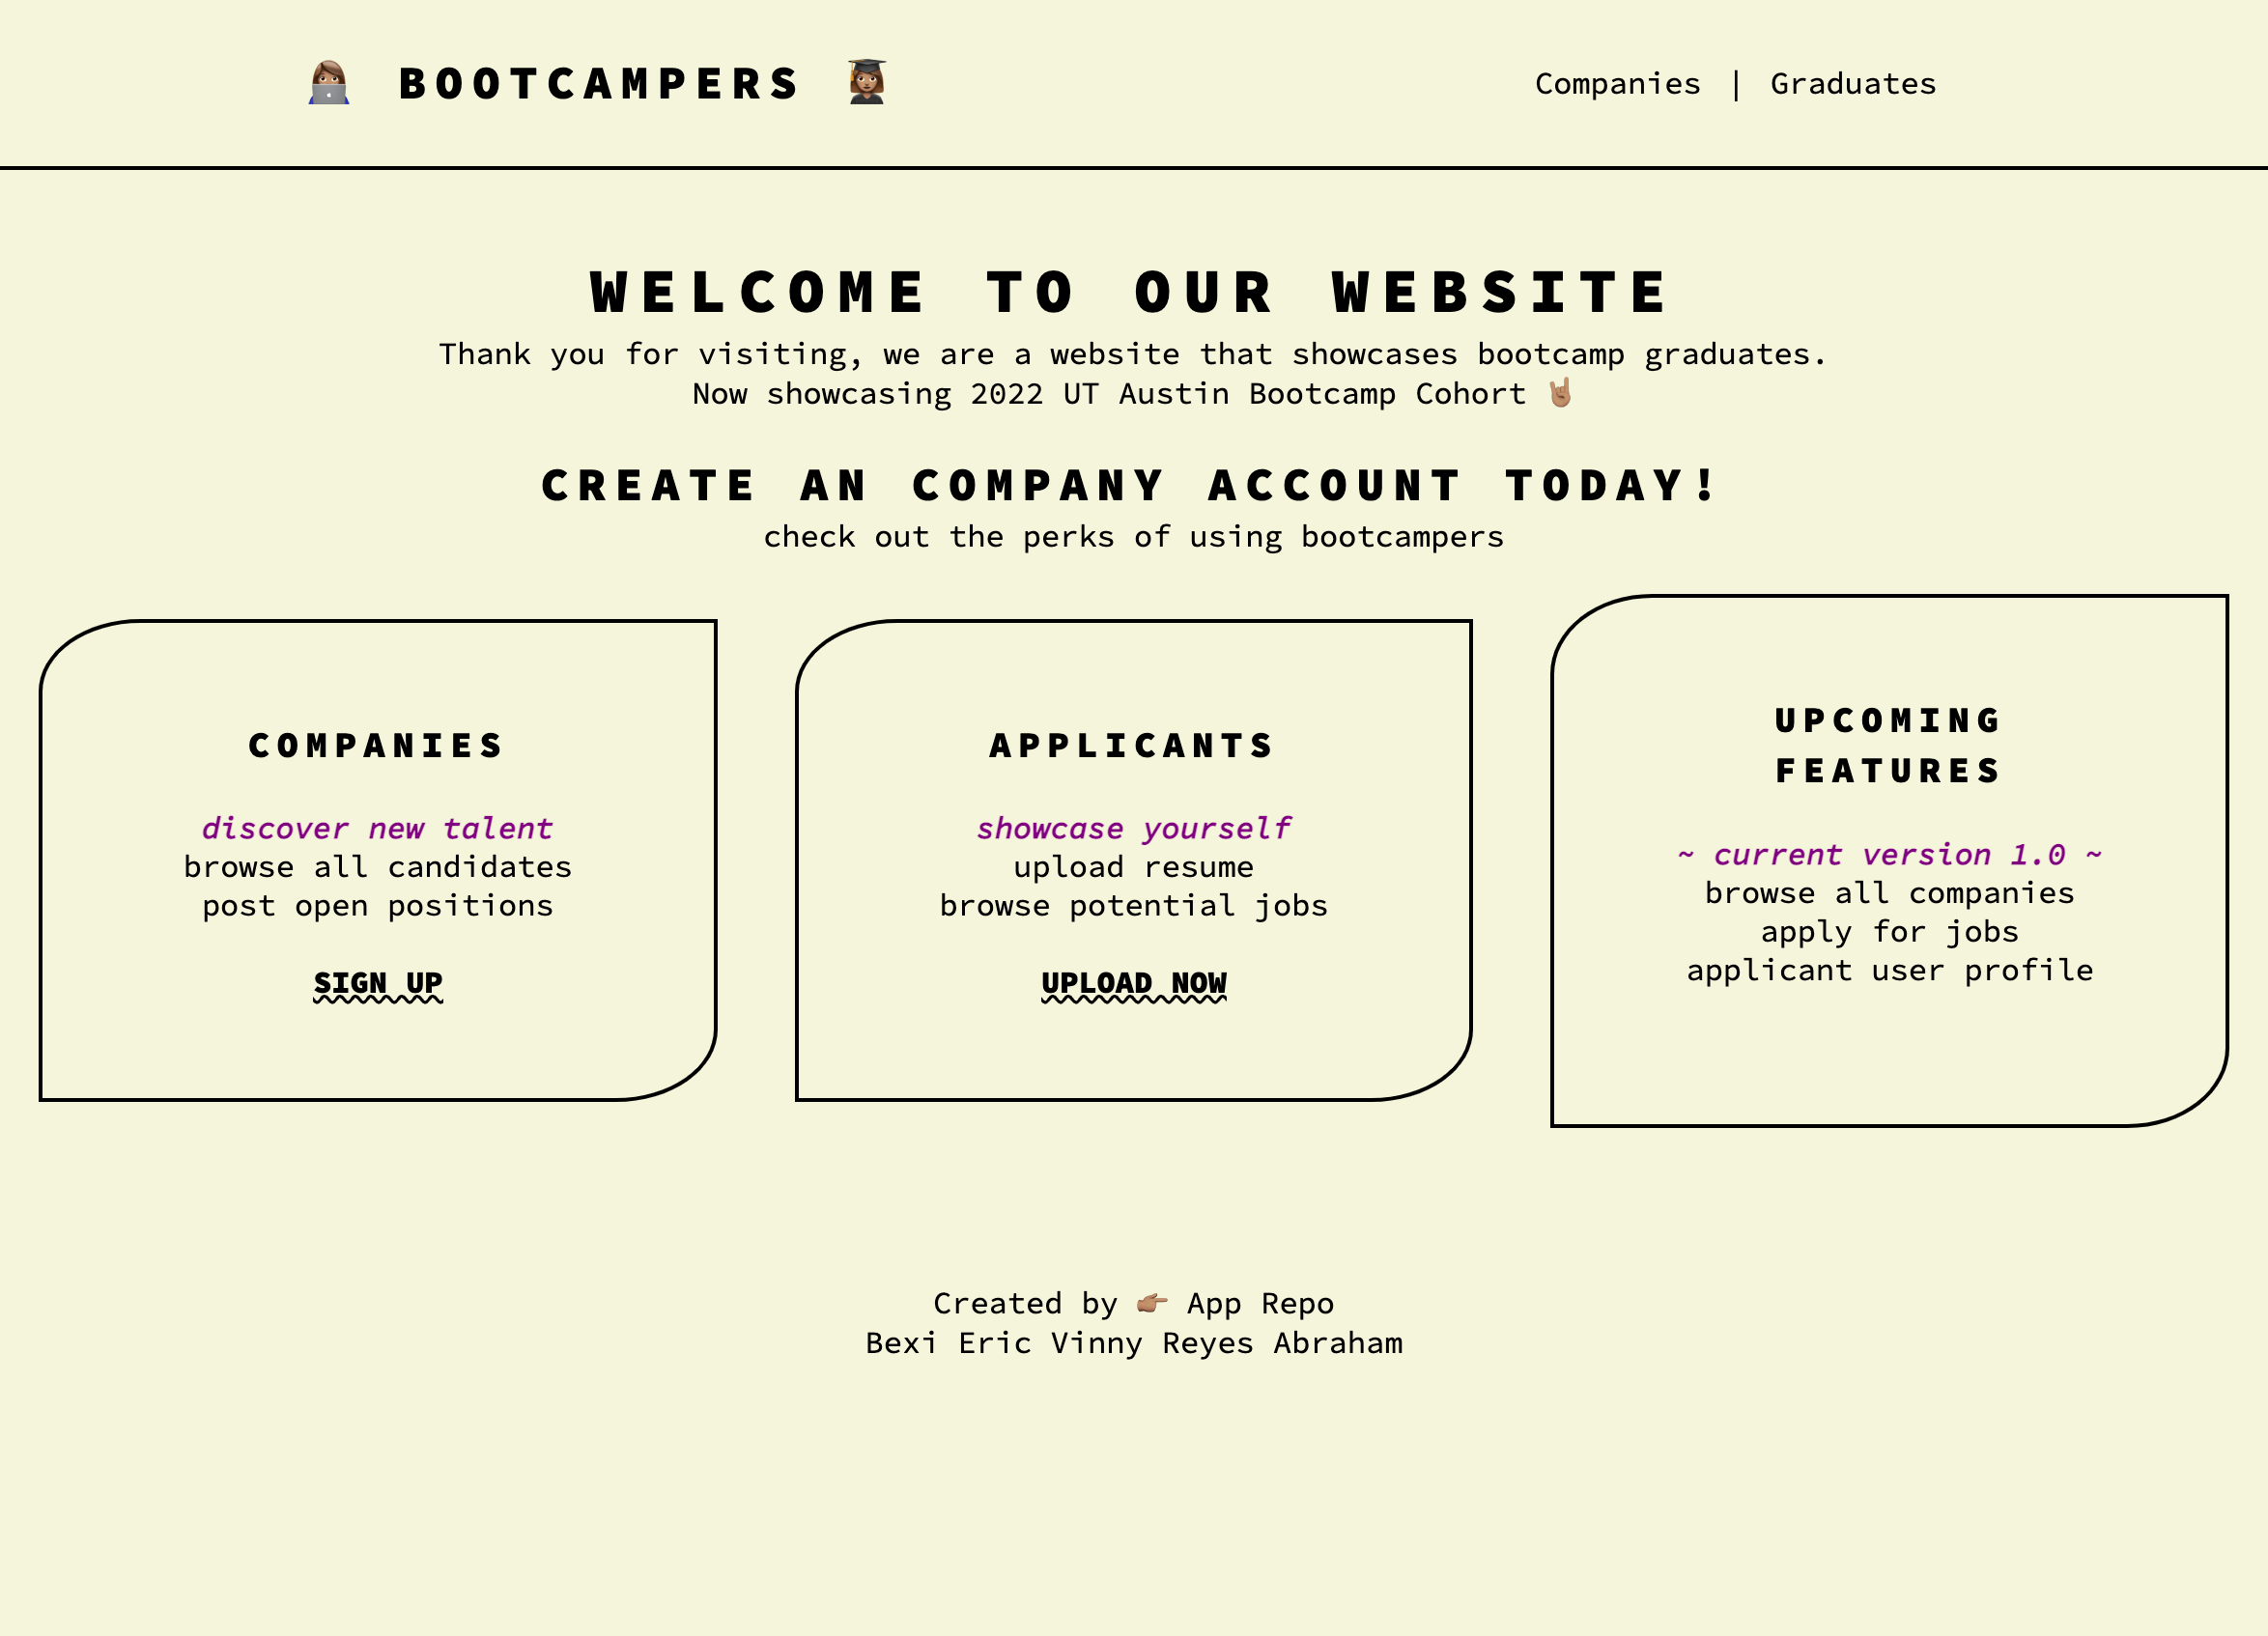 BOOTCAMPERS
Companies | Graduates
WELCOME TO OUR WEBSITE
Thank you for visiting, we are a website that showcases bootcamp graduates.
Now showcasing 2022 UT Austin Bootcamp Cohort 🤘🏽
CREATE AN COMPANY ACCOUNT TODAY!
check out the perks of using bootcampers
COMPANIES
discover new talent
browse all candidates
post open positions
SIGN UP
APPLICANTS
showcase yourself
upload resume
browse potential jobs
UPLOAD NOW
UPCOMING
FEATURES
~ current version 1.0 ~
browse all companies
apply for jobs
applicant user profile
Created by 👉🏽 App Repo
Bexi Eric Vinny Reyes Abraham